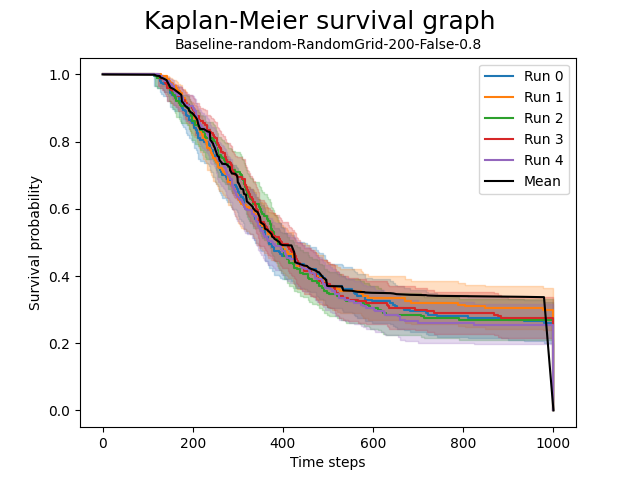 Kaplan-Meier survival graph
Baseline-random-RandomGrid-200-False-0.8
Survival probability
1.0
0.8
0.6
0.4
0.2
0.0
Run 0
Run 1
Run 2
Run 3
Run 4
Mean
0 200 400 600 800 1000
Time steps